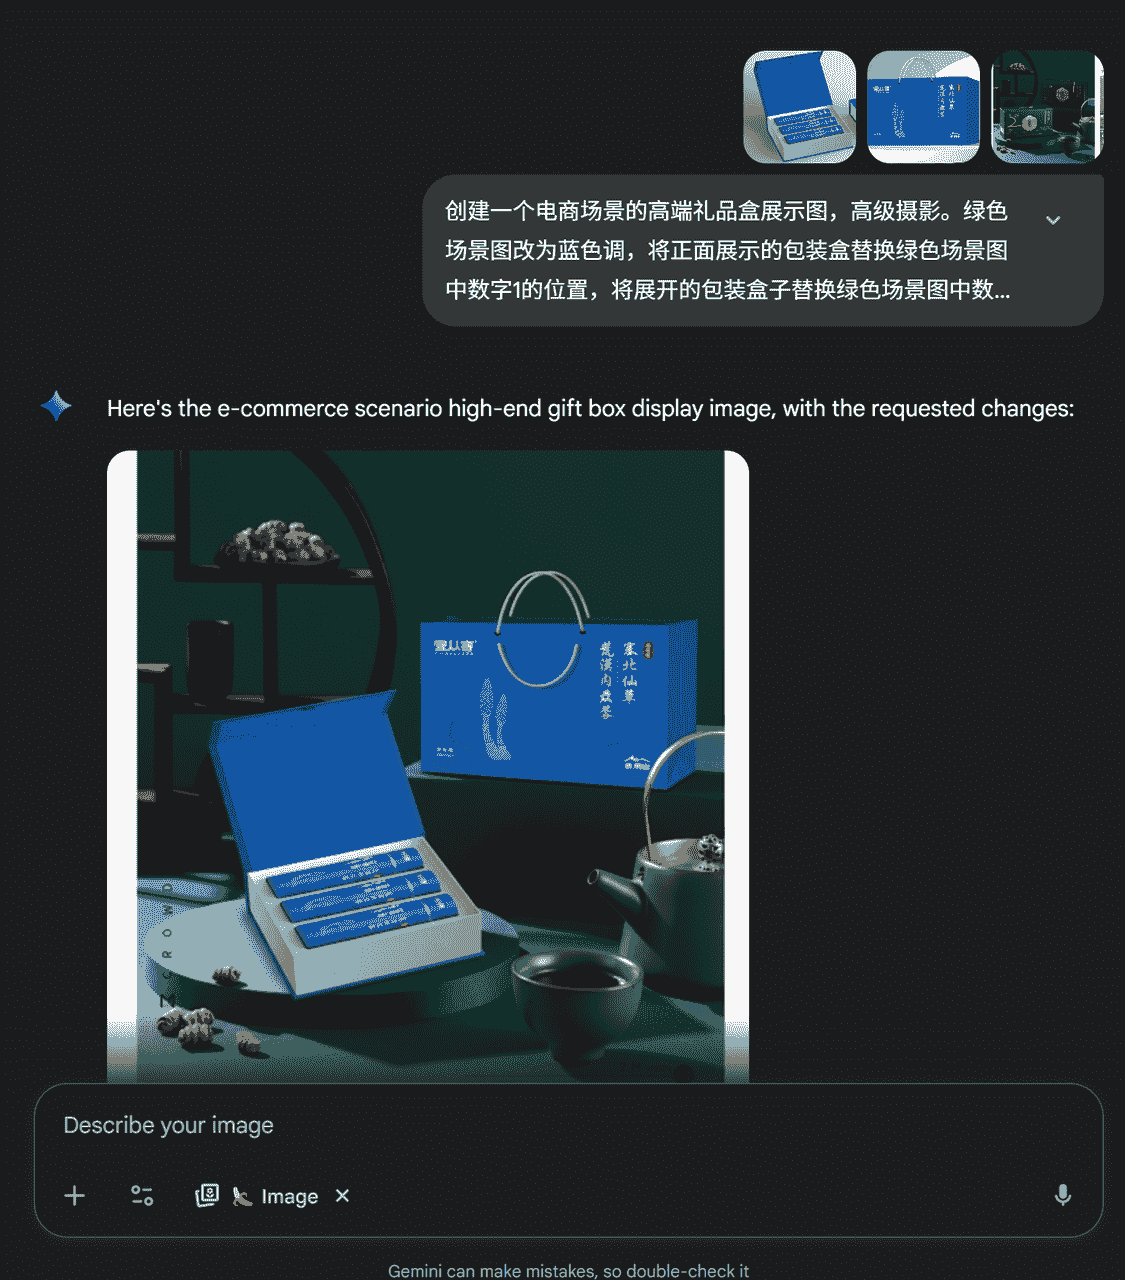 创建一个电商场景的高端礼品盒展示图，高级摄影。绿色
场景图改为蓝色调，将正面展示的包装盒替换绿色场景图
中数字1的位置，将展开的包装盒子替换绿色场景图中数...
Here's the e-commerce scenario high-end gift box display image, with the requested changes:
塞北仙草
荒漠肉苁蓉
Describe your image
Image
Gemini can make mistakes, so double-check it